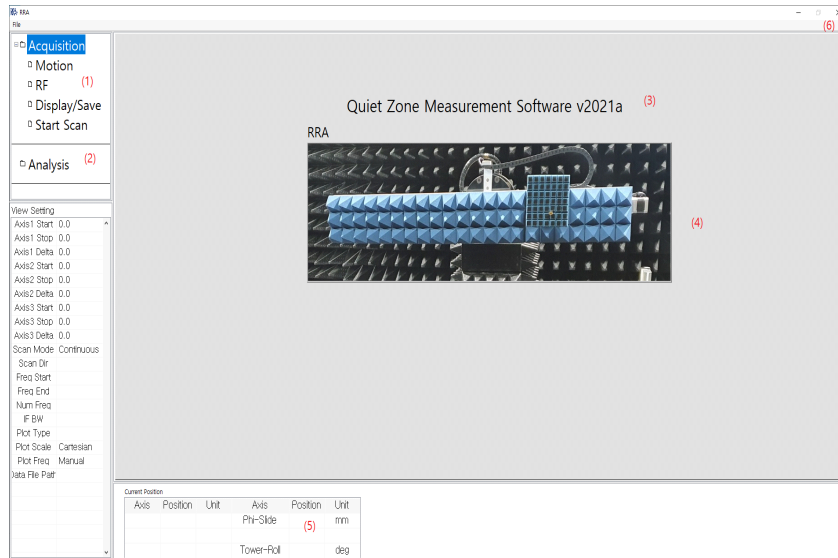 RRA
File
(6)
Acquisition
Motion
RF
(1)
Display/Save
Start Scan
Analysis
(2)
Quiet Zone Measurement Software v2021a
(3)
RRA
(4)
View Setting
Axis1 Start 0.0
Axis1 Stop 0.0
Axis1 Delta 0.0
Axis2 Start 0.0
Axis2 Stop 0.0
Axis2 Delta 0.0
Axis3 Start 0.0
Axis3 Stop 0.0
Axis3 Delta 0.0
Scan Mode Continuous
Scan Dir
Freq Start
Freq End
Num Freq
IF BW
Plot Type
Plot Scale Cartesian
Plot Freq Manual
Data File Path
Current Position
Axis Position Unit Axis Position Unit
Phi-Slide mm
(5)
Tower-Roll deg